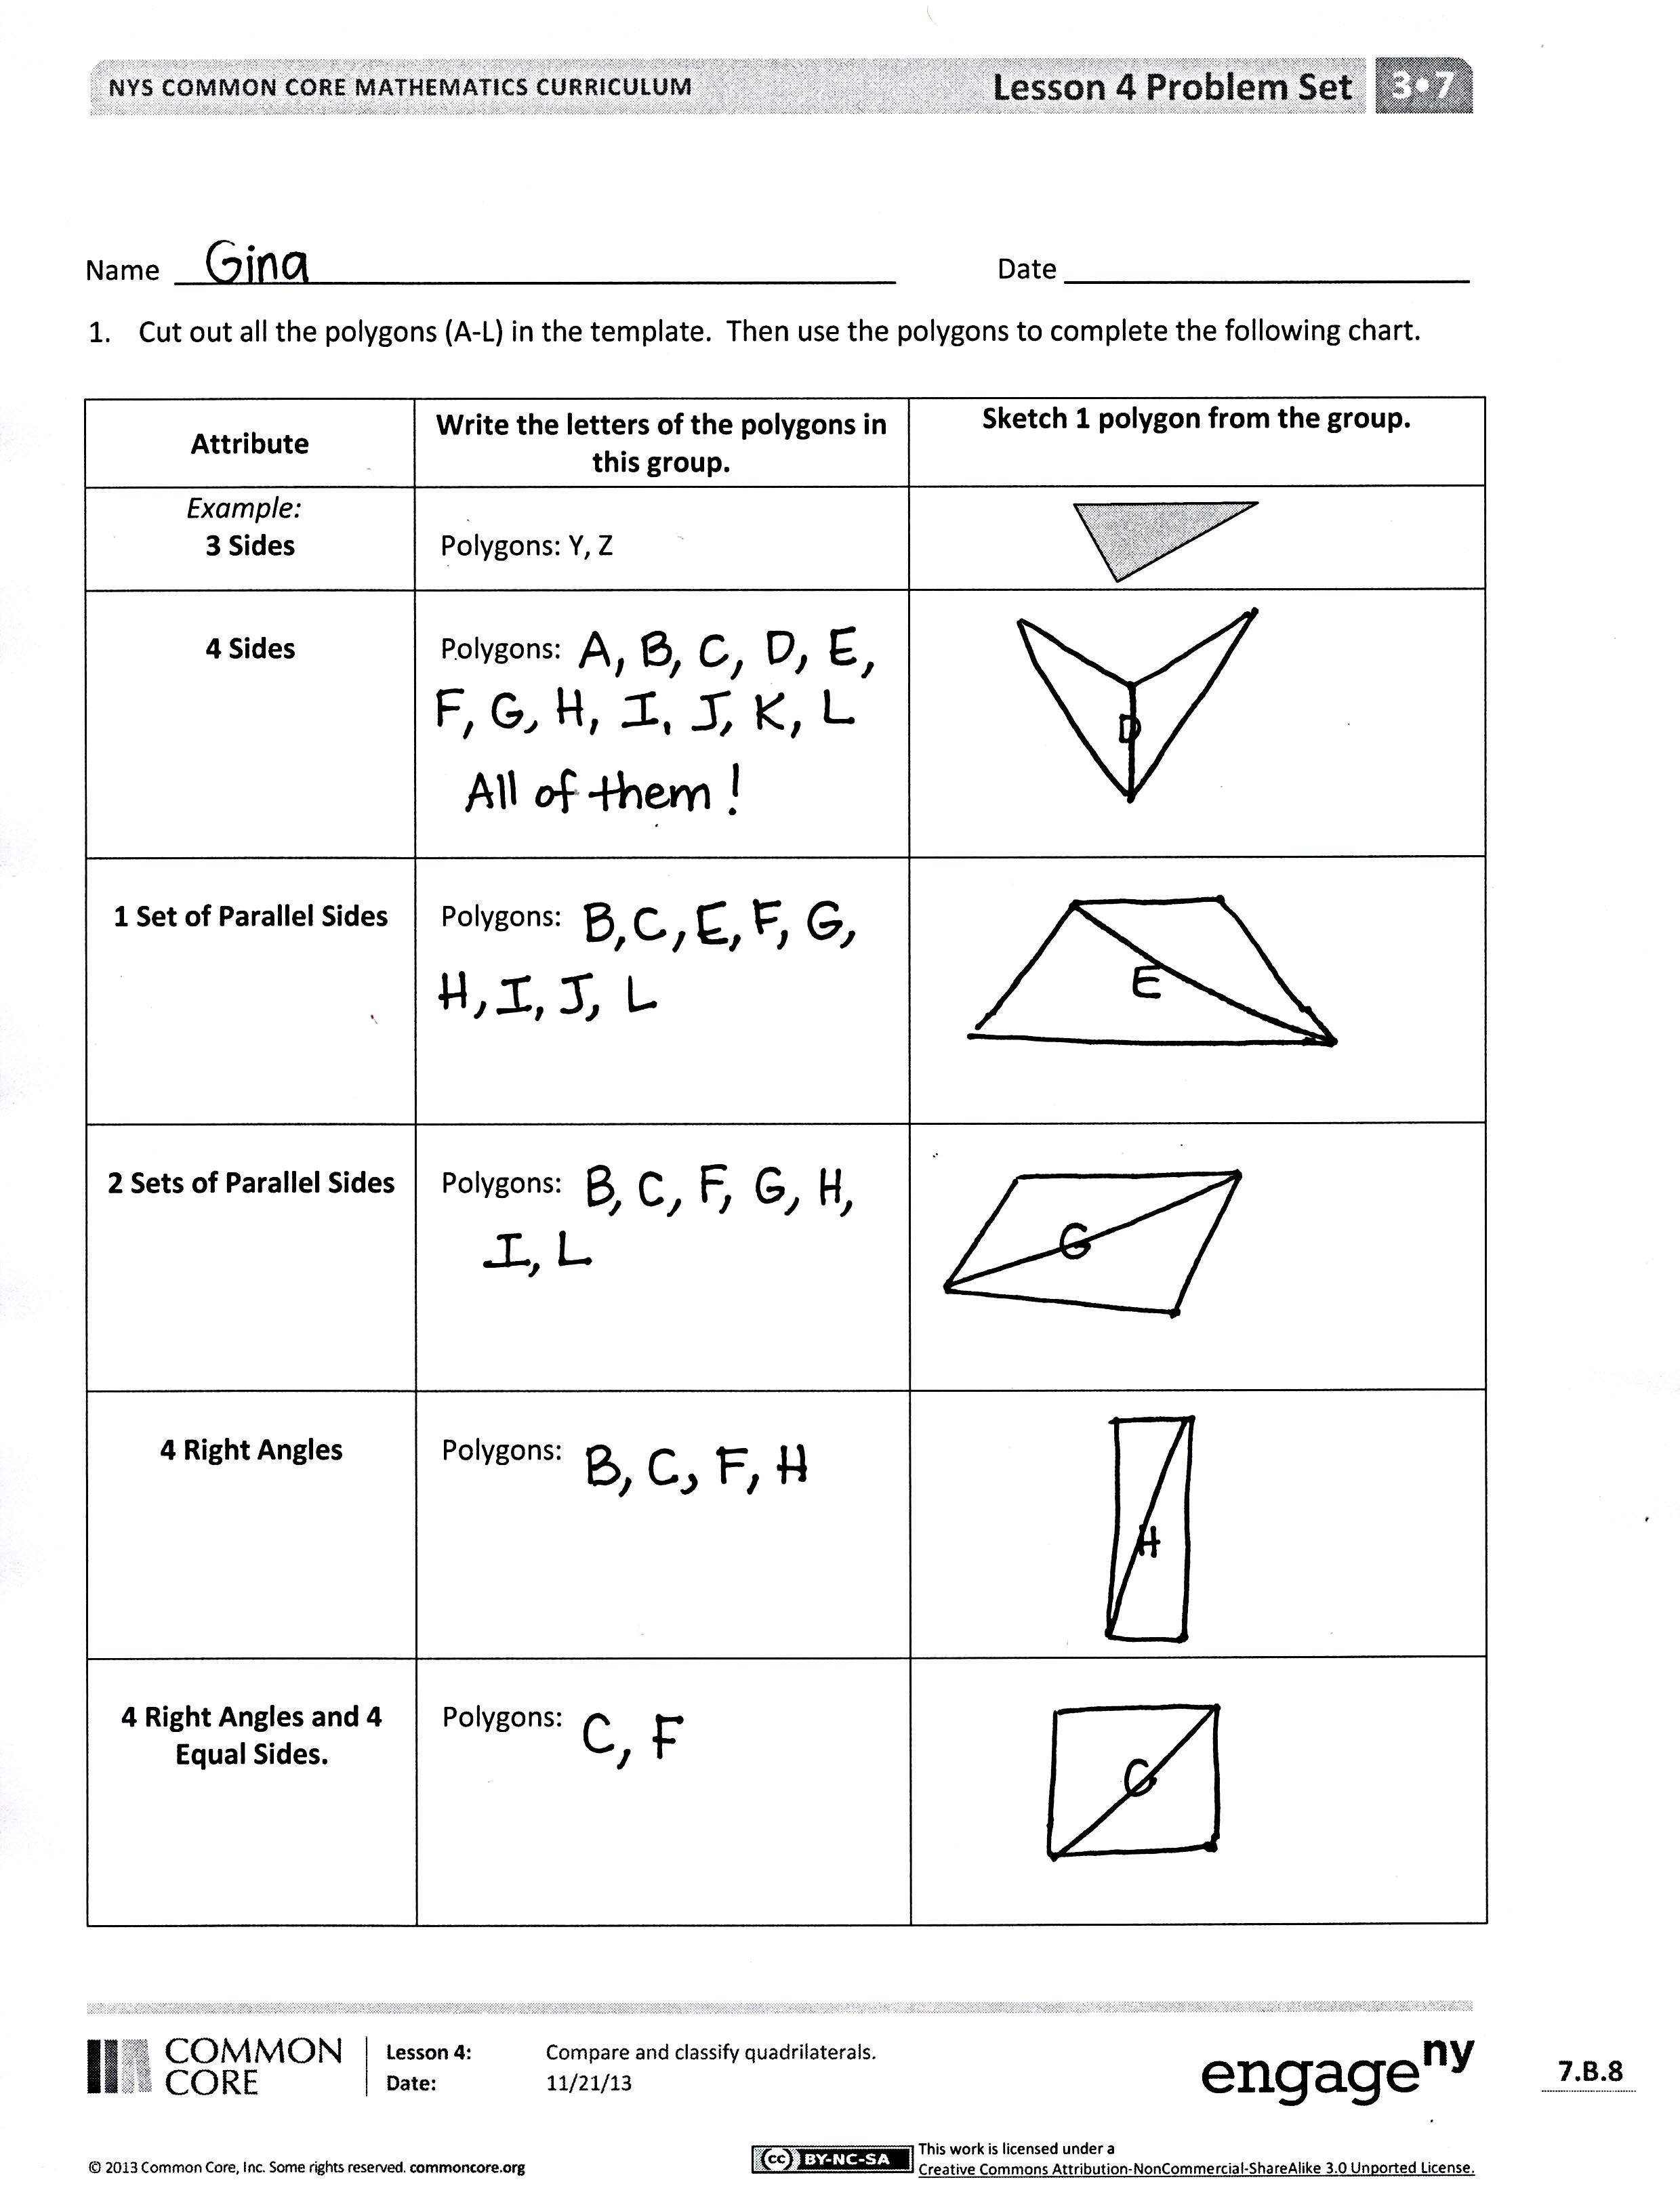 NYS COMMON CORE MATHEMATICS CURRICULUM
Lesson 4 Problem Set 3•7
Name Gina
Date
1. Cut out all the polygons (A-L) in the template. Then use the polygons to complete the following chart.
Attribute
Write the letters of the polygons in
this group.
Sketch 1 polygon from the group.
Example:
3 Sides
Polygons: Y, Z
4 Sides
Polygons: A, B, C, D, E,
F, G, H, I, J, K, L
All of them!
D
1 Set of Parallel Sides
Polygons: B, C, E, F, G,
H, I, J, L
E
2 Sets of Parallel Sides
Polygons: B, C, F, G, H,
I, L
G
4 Right Angles
Polygons: B, C, F, H
H
4 Right Angles and 4
Equal Sides.
Polygons: C, F
C
COMMON
CORE
Lesson 4: Compare and classify quadrilaterals.
Date: 11/21/13
engageny
7.B.8
© 2013 Common Core, Inc. Some rights reserved. commoncore.org
cc BY-NC-SA
This work is licensed under a
Creative Commons Attribution-NonCommercial-ShareAlike 3.0 Unported License.